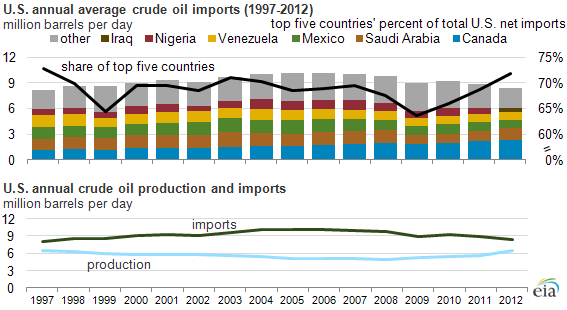 U.S. annual average crude oil imports (1997-2012)
million barrels per day
top five countries' percent of total U.S. net imports
other Iraq Nigeria Venezuela Mexico Saudi Arabia Canada
share of top five countries
12 75%
9 70%
6 65%
3 60%
0 0%
U.S. annual crude oil production and imports
million barrels per day
12
9
6
3
0
imports
production
1997 1998 1999 2000 2001 2002 2003 2004 2005 2006 2007 2008 2009 2010 2011 2012
eia